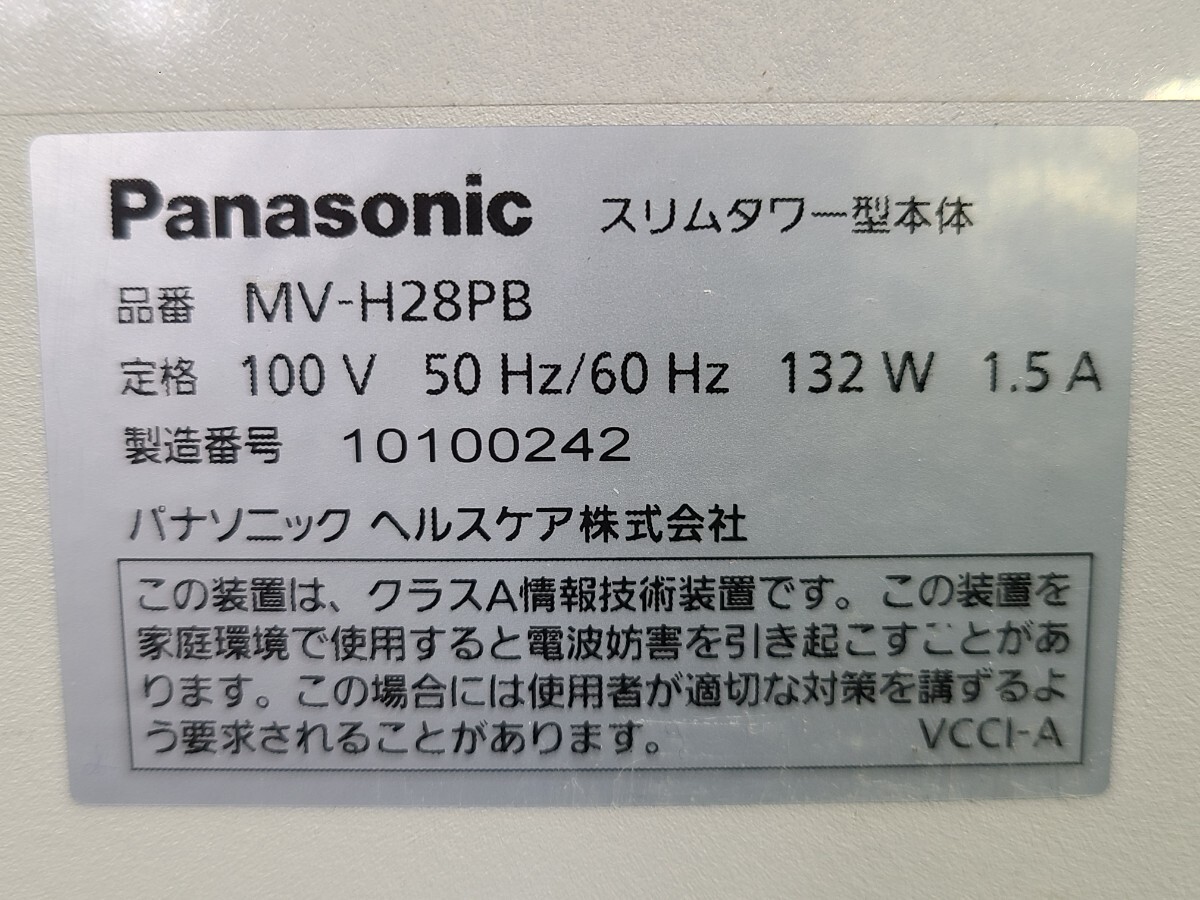 Panasonic スリムタワー型本体
品番 MV-H28PB
定格 100 V 50 Hz/60 Hz 132 W 1.5 A
製造番号 10100242
パナソニック ヘルスケア株式会社
この装置は、クラスA情報技術装置です。この装置を
家庭環境で使用すると電波妨害を引き起こすことがあ
ります。この場合には使用者が適切な対策を講ずるよ
う要求されることがあります。 VCCI-A